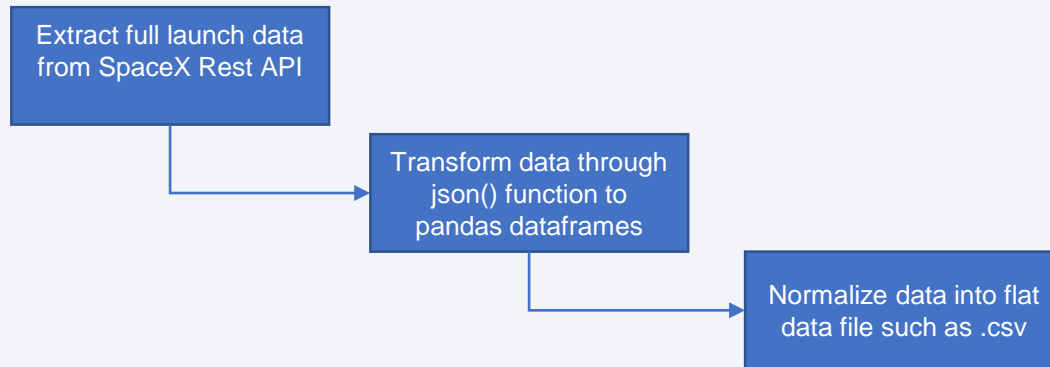 Extract full launch data
from SpaceX Rest API
Transform data through
json() function to
pandas dataframes
Normalize data into flat
data file such as .csv